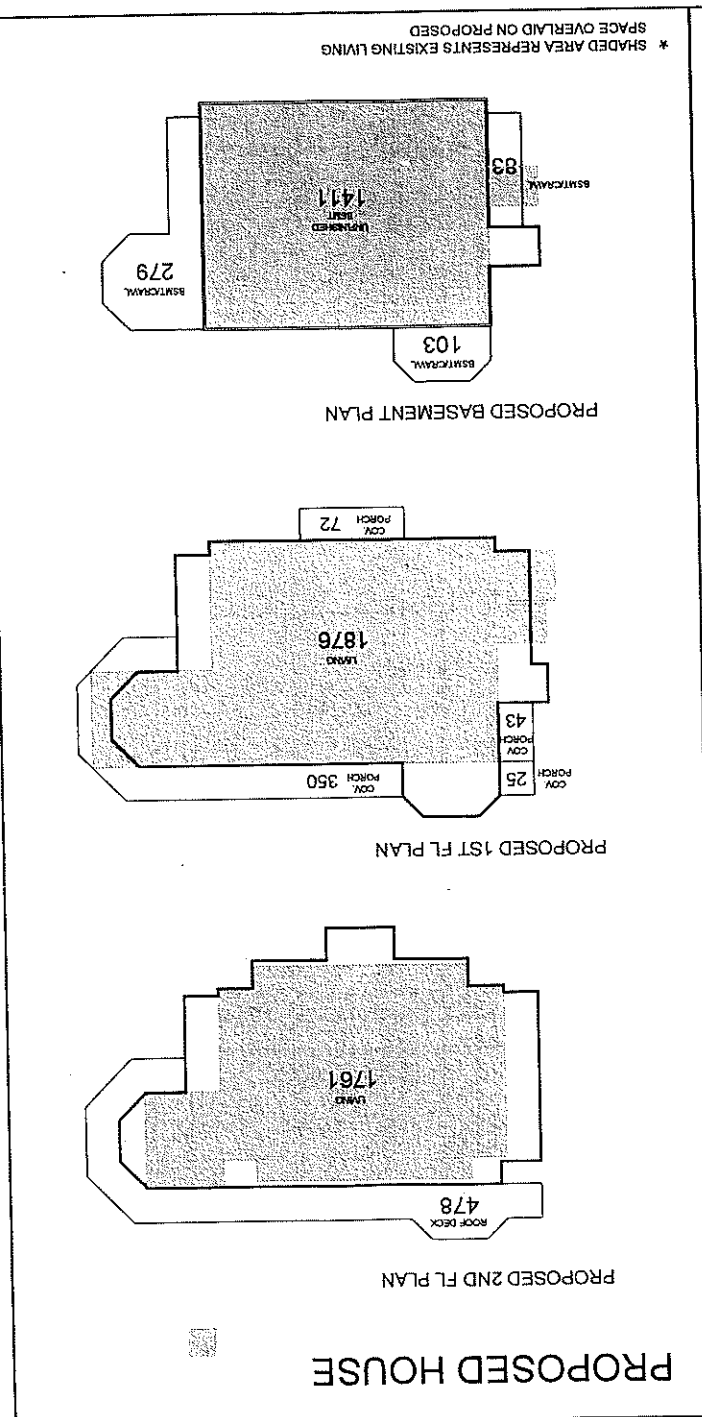 PROPOSED HOUSE
PROPOSED 2ND FL PLAN
ROOF DECK
478
LIVING
1761
PROPOSED 1ST FL PLAN
COV.
PORCH
25
COV.
PORCH
43
COV.
PORCH 350
LIVING
1876
COV.
PORCH 72
PROPOSED BASEMENT PLAN
BSMT/CRAWL
103
BSMT/CRAWL
279
UNFINISHED
BSMT
1411
BSMT/CRAWL
83
* SHADED AREA REPRESENTS EXISTING LIVING
SPACE OVERLAID ON PROPOSED